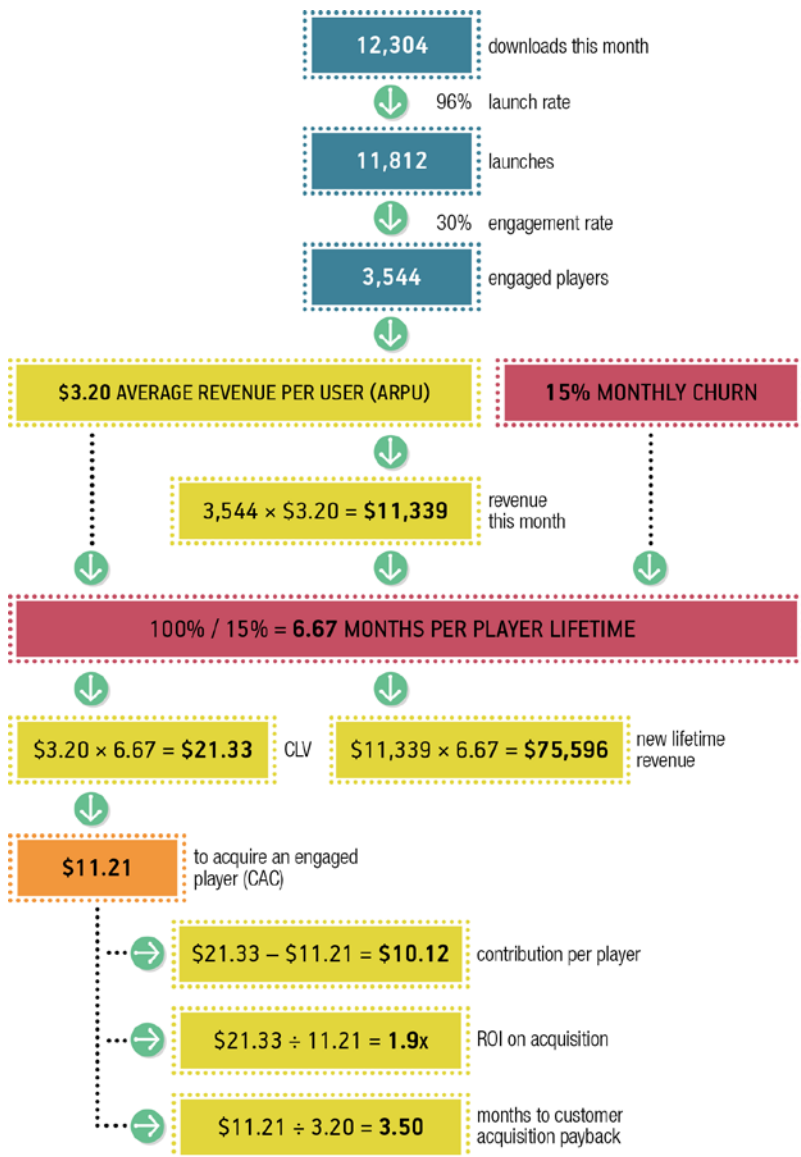 12,304
downloads this month
96% launch rate
11,812
launches
30% engagement rate
3,544
engaged players
$3.20 AVERAGE REVENUE PER USER (ARPU)
15% MONTHLY CHURN
3,544 × $3.20 = $11,339
revenue
this month
100% / 15% = 6.67 MONTHS PER PLAYER LIFETIME
$3.20 × 6.67 = $21.33
CLV
$11,339 × 6.67 = $75,596
new lifetime
revenue
$11.21
to acquire an engaged
player (CAC)
$21.33 – $11.21 = $10.12
contribution per player
$21.33 ÷ 11.21 = 1.9x
ROI on acquisition
$11.21 ÷ 3.20 = 3.50
months to customer
acquisition payback